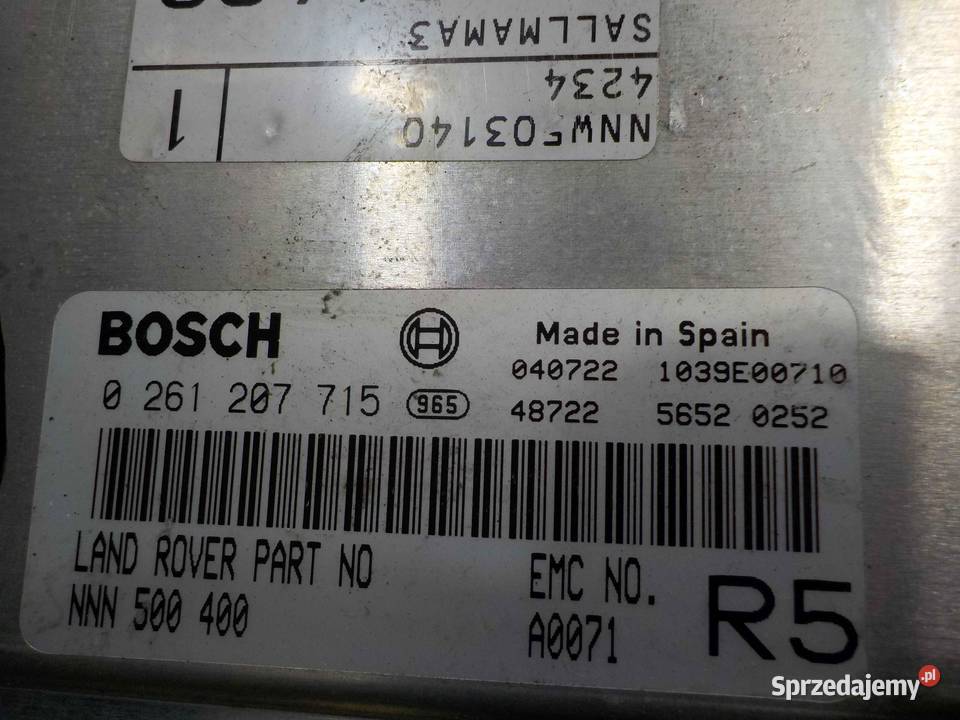 SALLMAMA3
4234
NNW503140
1
BOSCH
Made in Spain
040722 1039E00710
0 261 207 715 965
48722 5652 0252
LAND ROVER PART NO
NNN 500 400
EMC NO.
A0071
R5
Sprzedajemy.pl